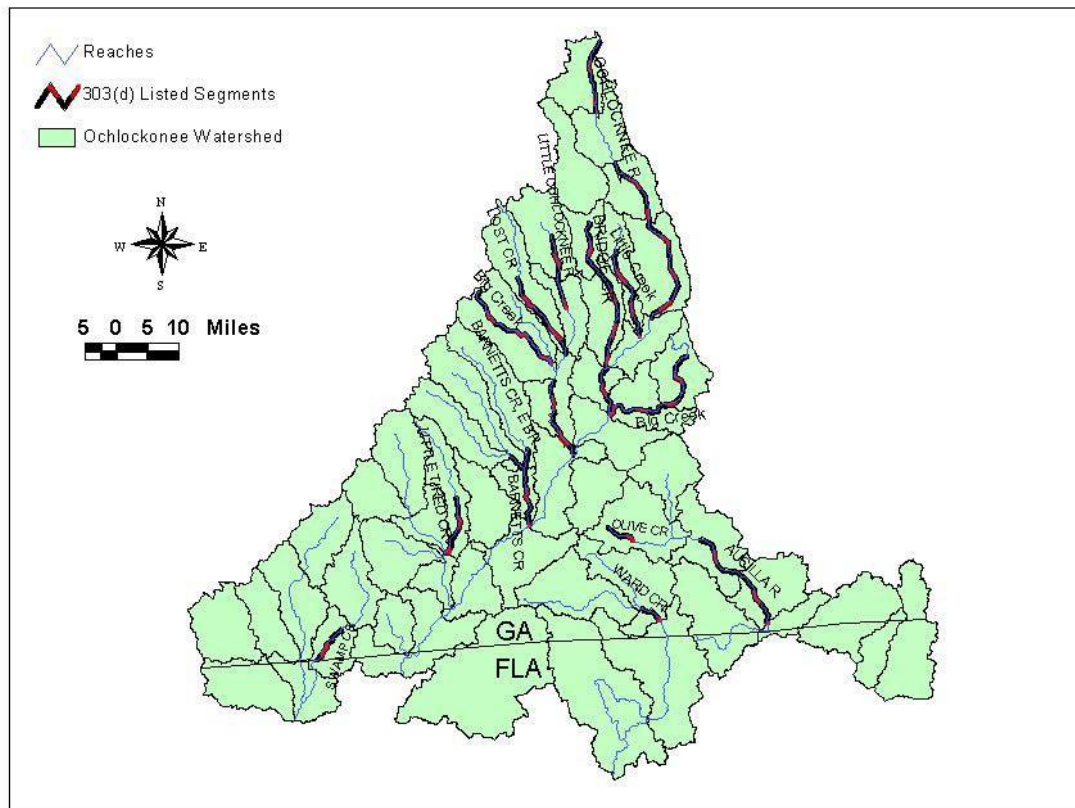 Reaches
303(d) Listed Segments
Ochlockonee Watershed
N
W E
S
5 0 5 10 Miles
OCHLOCKNEE R
LITTLE OCHLOCKNEE R
LOST CR
BRIDGE CR
Little Creek
Big Creek
BARNETTS CR, E BR
Big Creek
LITTLE TIRED CR
BARNETTS CR
OLIVE CR
AUCILLA R
WARD CR
SWAMP CR
GA
FLA